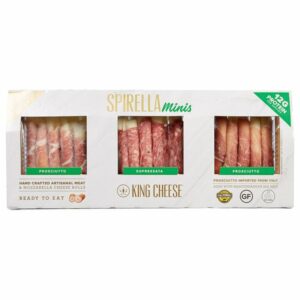 SPIRELLA Minis
12G
PROTEIN
PROSCIUTTO
SOPRESSATA
PROSCIUTTO
HAND CRAFTED ARTISANAL MEAT
& MOZZARELLA CHEESE ROLLS
READY TO EAT
KING CHEESE
PROSCIUTTO IMPORTED FROM ITALY
GF